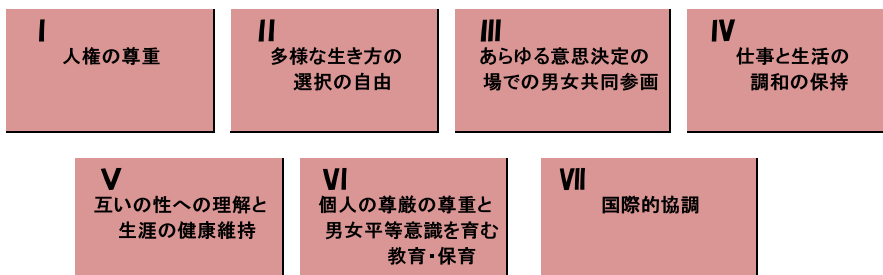 I
人権の尊重
II
多様な生き方の
選択の自由
III
あらゆる意思決定の
場での男女共同参画
IV
仕事と生活の
調和の保持
V
互いの性への理解と
生涯の健康維持
VI
個人の尊厳の尊重と
男女平等意識を育む
教育・保育
VII
国際的協調